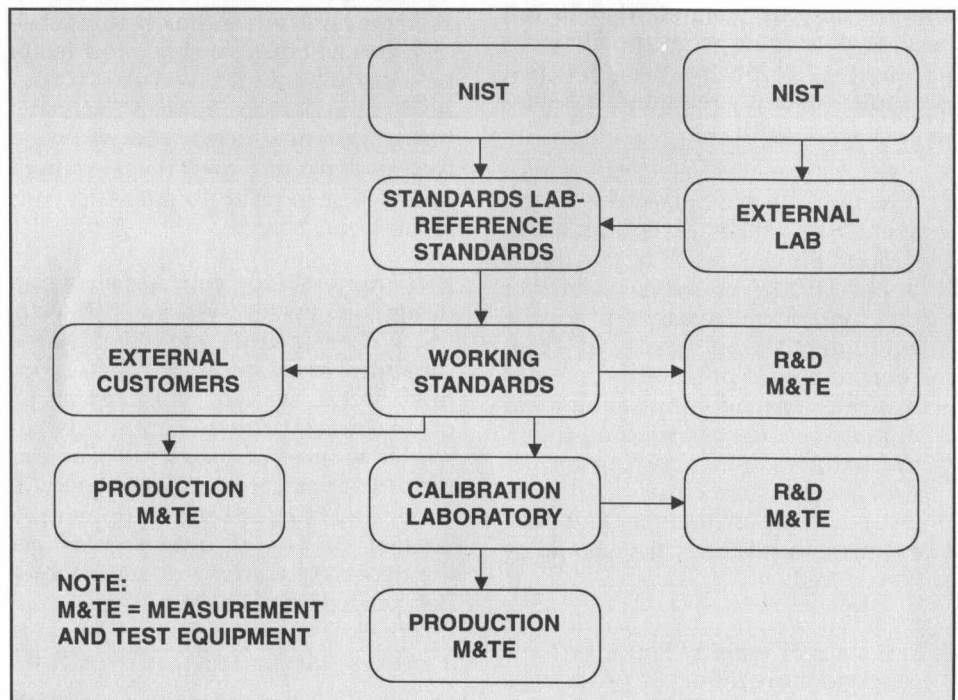 NIST
NIST
STANDARDS LAB-
REFERENCE
STANDARDS
EXTERNAL
LAB
EXTERNAL
CUSTOMERS
WORKING
STANDARDS
R&D
M&TE
PRODUCTION
M&TE
CALIBRATION
LABORATORY
R&D
M&TE
NOTE:
M&TE = MEASUREMENT
AND TEST EQUIPMENT
PRODUCTION
M&TE